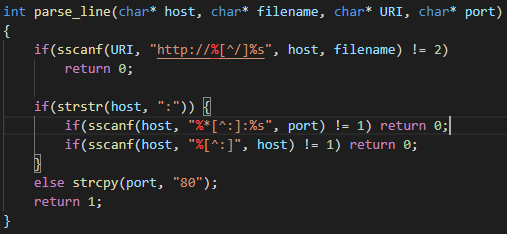 int parse_line(char* host, char* filename, char* URI, char* port)
{
    if(sscanf(URI, "http://%[^/]%s", host, filename) != 2)
        return 0;

    if(strstr(host, ":")) {
        if(sscanf(host, "%*[^:]:%s", port) != 1) return 0;
        if(sscanf(host, "%[^:]", host) != 1) return 0;
    }
    else strcpy(port, "80");
    return 1;
}